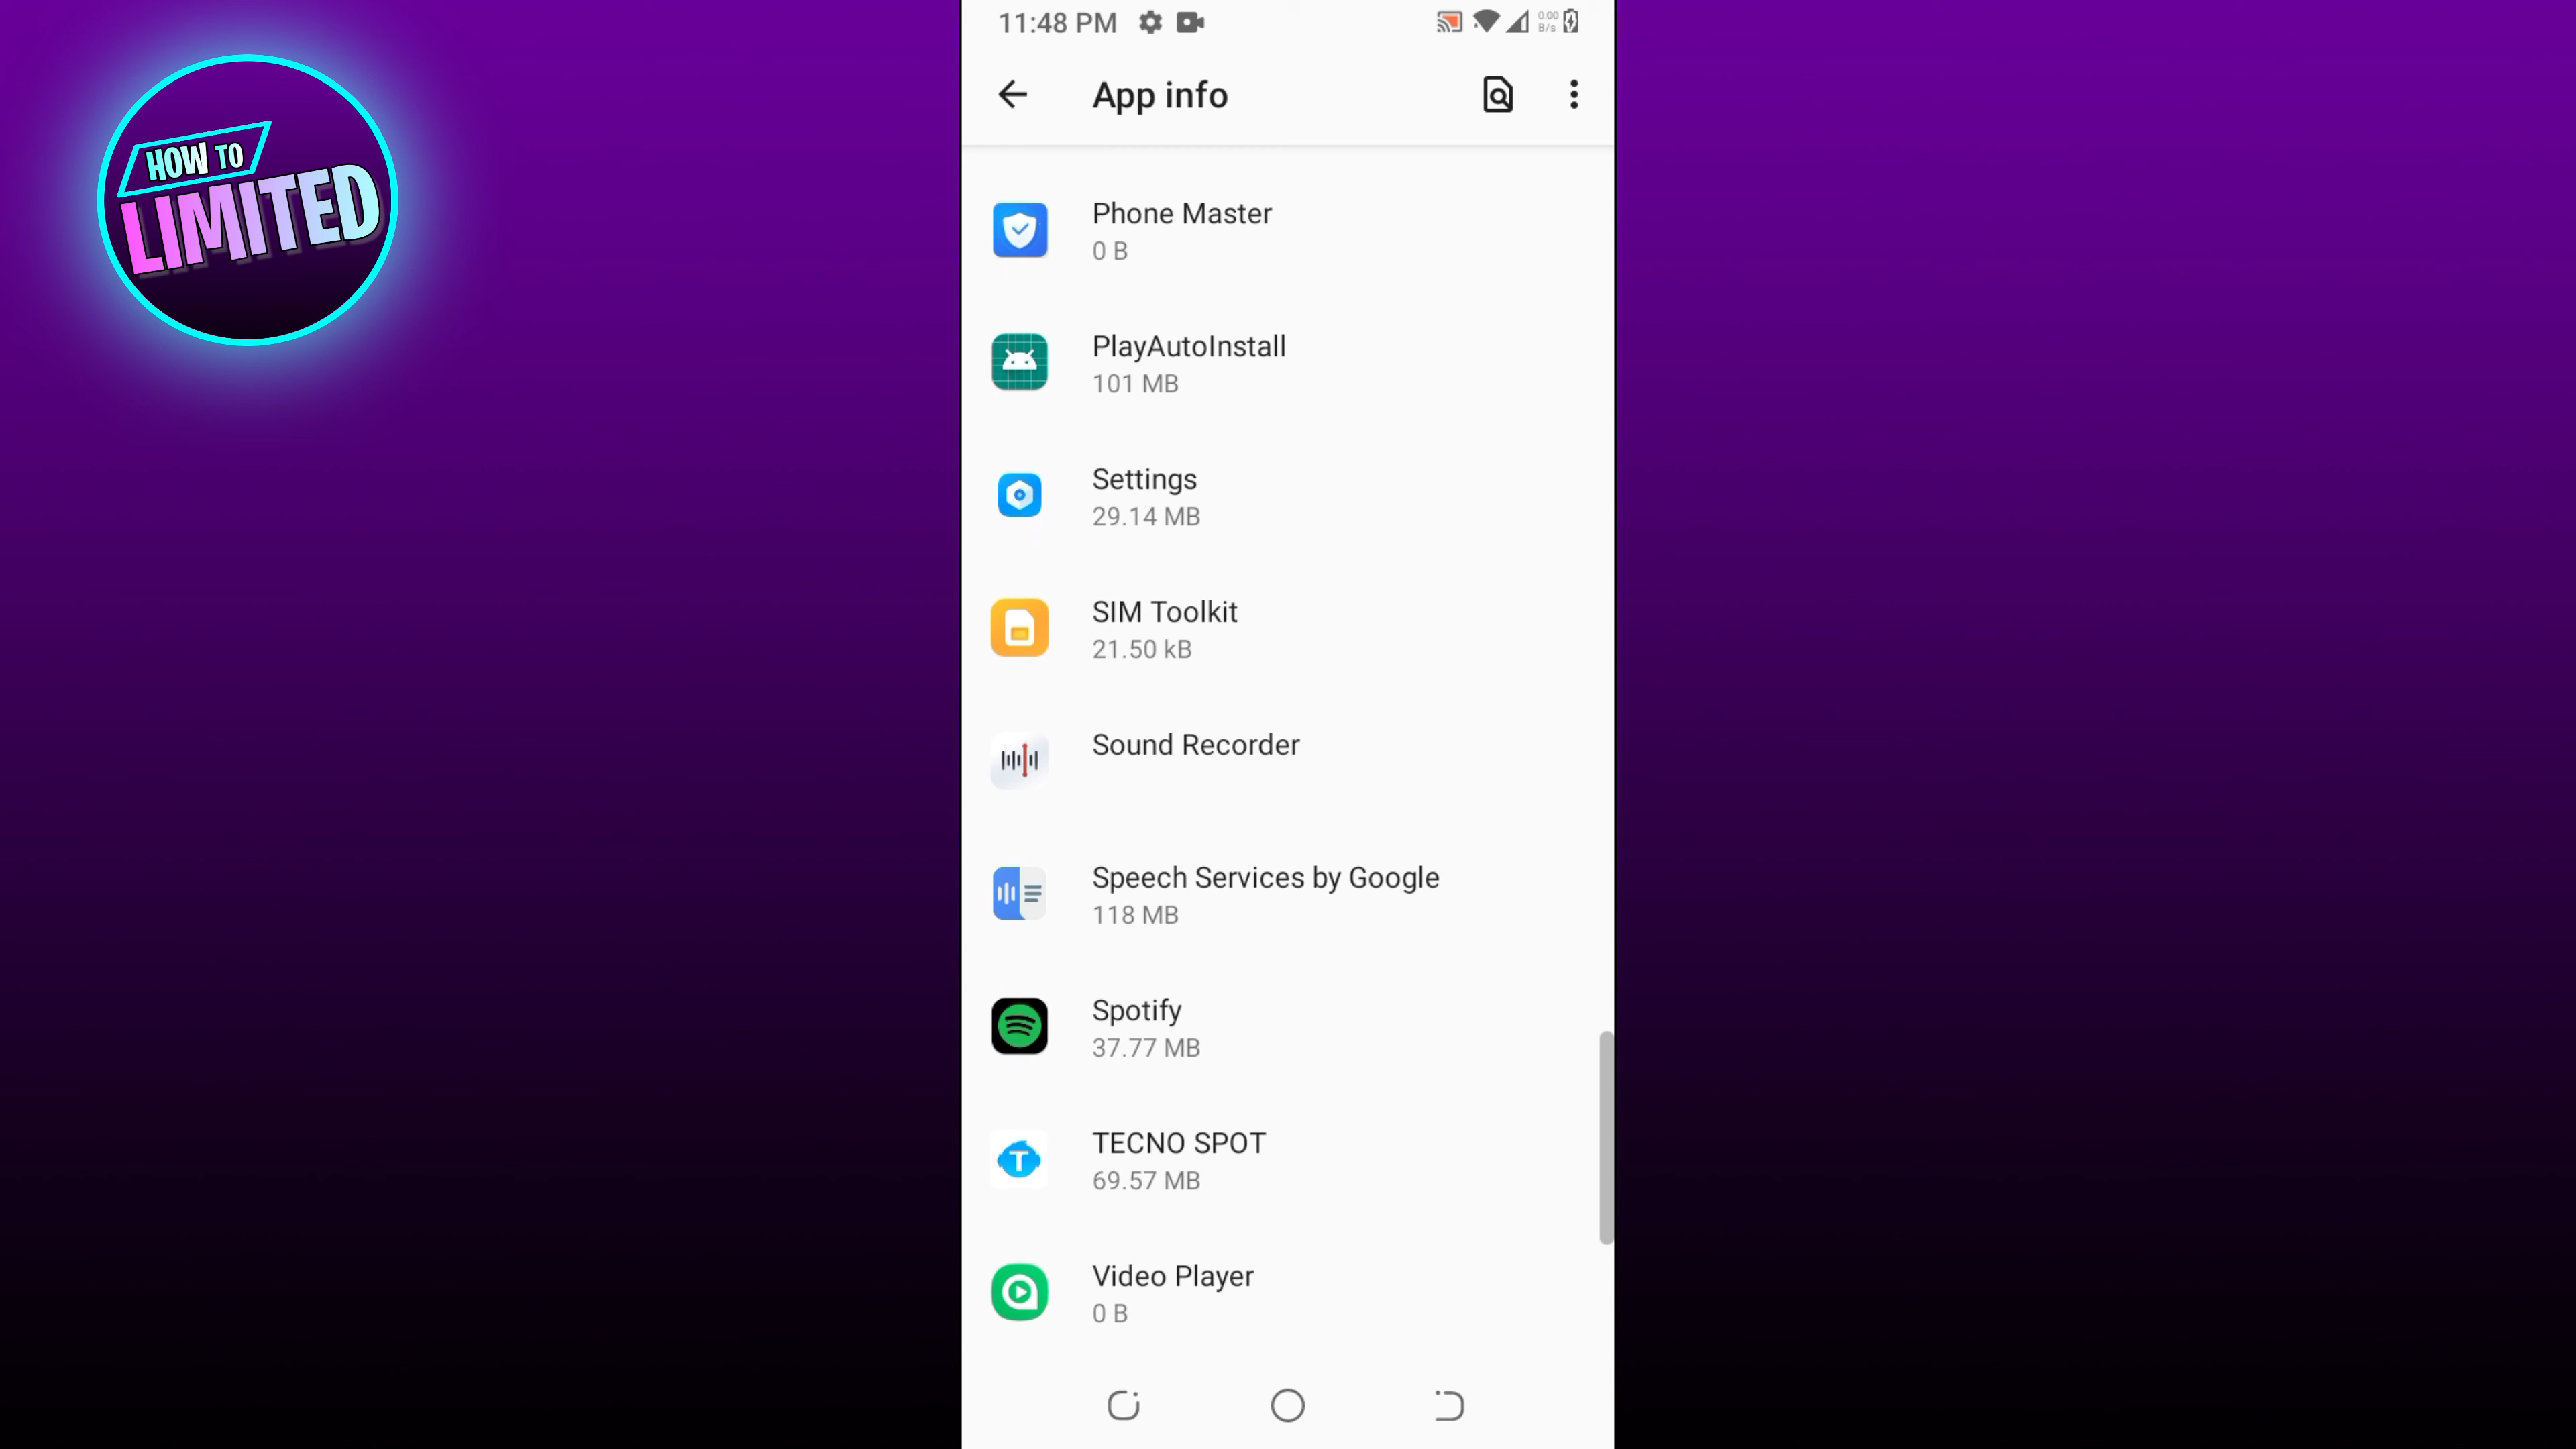 HOW TO
LIMITED
11:48 PM
0.00
B/s
App info
Phone Master
0 B
PlayAutoInstall
101 MB
Settings
29.14 MB
SIM Toolkit
21.50 kB
Sound Recorder
Speech Services by Google
118 MB
Spotify
37.77 MB
TECNO SPOT
69.57 MB
Video Player
0 B